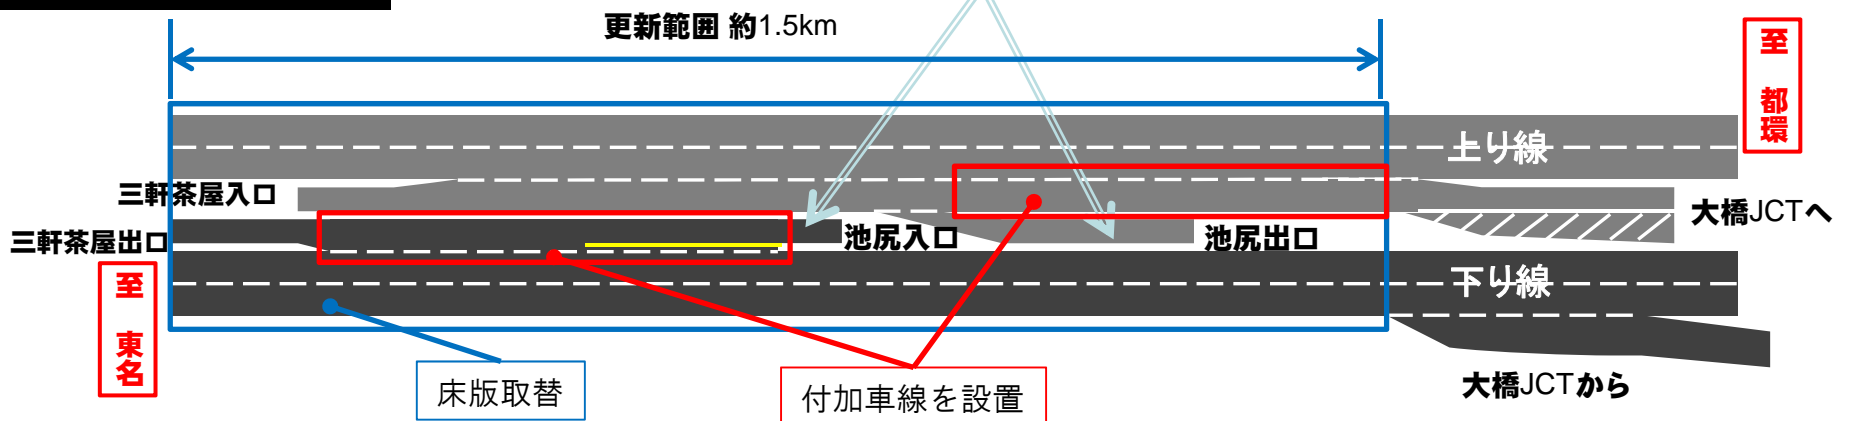 更新範囲 約1.5km
至 都環
上り線
三軒茶屋入口
大橋JCTへ
三軒茶屋出口
池尻入口
池尻出口
至 東名
下り線
床版取替
付加車線を設置
大橋JCTから